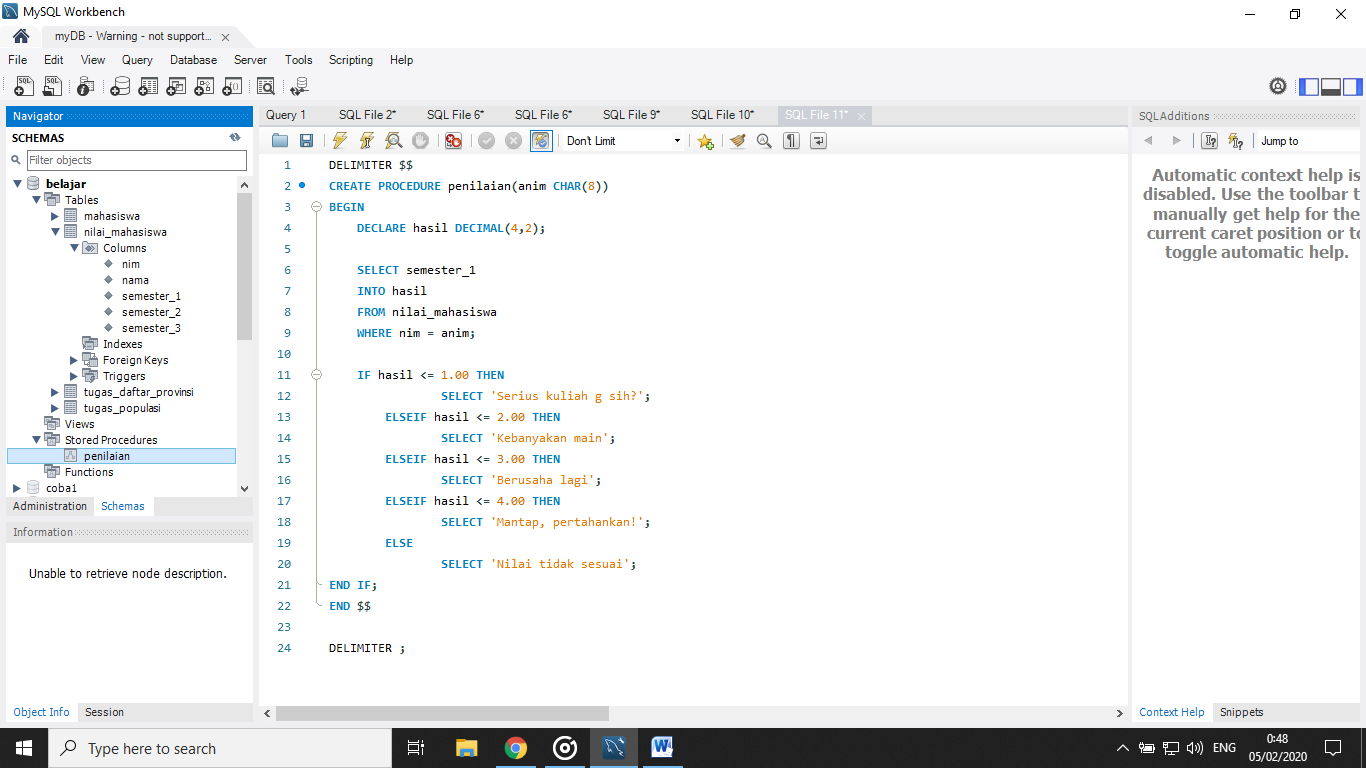 MySQL Workbench
myDB - Warning - not support...
File Edit View Query Database Server Tools Scripting Help
Navigator
SCHEMAS
Filter objects
belajar
Tables
mahasiswa
nilai_mahasiswa
Columns
nim
nama
semester_1
semester_2
semester_3
Indexes
Foreign Keys
Triggers
tugas_daftar_provinsi
tugas_populasi
Views
Stored Procedures
penilaian
Functions
coba1
Administration Schemas
Information
Unable to retrieve node description.
Object Info Session
Query 1 SQL File 2* SQL File 6* SQL File 6* SQL File 9* SQL File 10* SQL File 11*
Don't Limit
1 DELIMITER $$
2 CREATE PROCEDURE penilaian(anim CHAR(8))
3 BEGIN
4 DECLARE hasil DECIMAL(4,2);
5
6 SELECT semester_1
7 INTO hasil
8 FROM nilai_mahasiswa
9 WHERE nim = anim;
10
11 IF hasil <= 1.00 THEN
12 SELECT 'Serius kuliah g sih?';
13 ELSEIF hasil <= 2.00 THEN
14 SELECT 'Kebanyakan main';
15 ELSEIF hasil <= 3.00 THEN
16 SELECT 'Berusaha lagi';
17 ELSEIF hasil <= 4.00 THEN
18 SELECT 'Mantap, pertahankan!';
19 ELSE
20 SELECT 'Nilai tidak sesuai';
21 END IF;
22 END $$
23
24 DELIMITER ;
SQLAdditions
Jump to
Automatic context help is
disabled. Use the toolbar t
manually get help for the
current caret position or to
toggle automatic help.
Context Help Snippets
Type here to search
ENG
0:48
05/02/2020